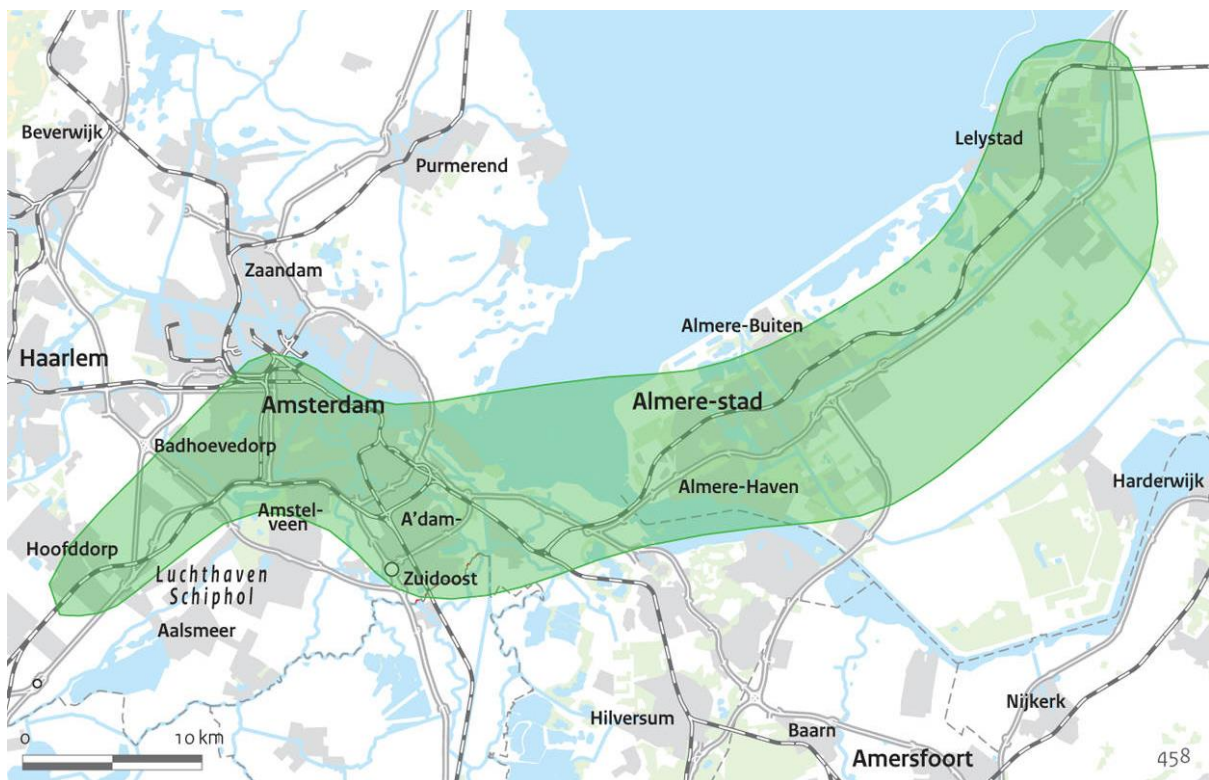 Beverwijk
Lelystad
Purmerend
Zaandam
Almere-Buiten
Haarlem
Amsterdam
Almere-stad
Badhoevedorp
Harderwijk
Almere-Haven
Amstel-
veen
A'dam-
Zuidoost
Hoofddorp
Luchthaven
Schiphol
Aalsmeer
Nijkerk
Hilversum
Baarn
Amersfoort
0
10 km
458